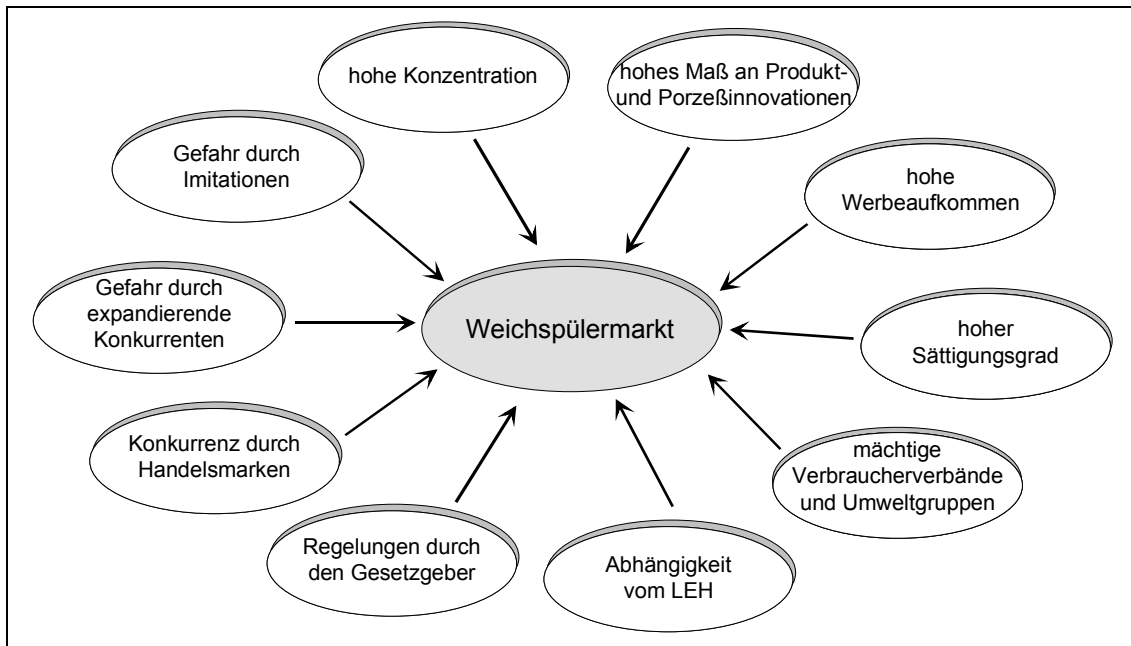 hohe Konzentration
hohes Maß an Produkt-
und Porzeßinnovationen
Gefahr durch
Imitationen
hohe
Werbeaufkommen
Gefahr durch
expandierende
Konkurrenten
Weichspülermarkt
hoher
Sättigungsgrad
Konkurrenz durch
Handelsmarken
mächtige
Verbraucherverbände
und Umweltgruppen
Regelungen durch
den Gesetzgeber
Abhängigkeit
vom LEH